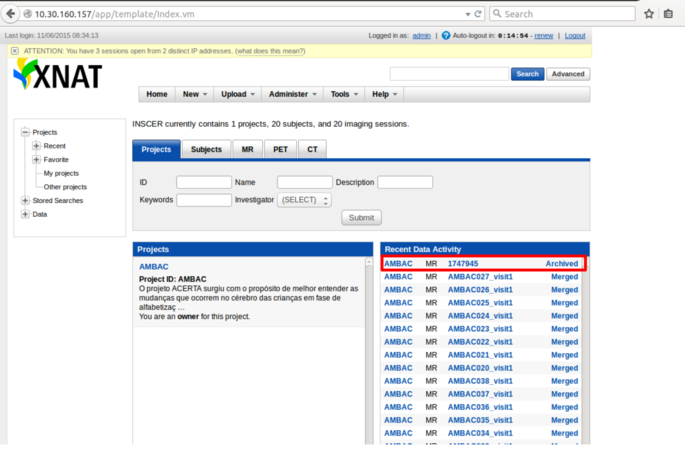 10.30.160.157/app/template/Index.vm
Search
Last login: 11/06/2015 08:34:13
Logged in as: admin | Auto-logout in: 0:14:54 - renew | Logout
ATTENTION: You have 3 sessions open from 2 distinct IP addresses. (what does this mean?)
XNAT
Search
Advanced
Home
New
Upload
Administer
Tools
Help
Projects
Recent
Favorite
My projects
Other projects
Stored Searches
Data
INSCER currently contains 1 projects, 20 subjects, and 20 imaging sessions.
Projects
Subjects
MR
PET
CT
ID
Name
Description
Keywords
Investigator
(SELECT)
Submit
Projects
AMBAC
Project ID: AMBAC
O projeto ACERTA surgiu com o propósito de melhor entender as
mudanças que ocorrem no cérebro das crianças em fase de
alfabetizaç ...
You are an owner for this project.
Recent Data Activity
AMBAC MR 1747945 Archived
AMBAC MR AMBAC027_visit1 Merged
AMBAC MR AMBAC026_visit1 Merged
AMBAC MR AMBAC025_visit1 Merged
AMBAC MR AMBAC024_visit1 Merged
AMBAC MR AMBAC023_visit1 Merged
AMBAC MR AMBAC022_visit1 Merged
AMBAC MR AMBAC021_visit1 Merged
AMBAC MR AMBAC020_visit1 Merged
AMBAC MR AMBAC038_visit1 Merged
AMBAC MR AMBAC037_visit1 Merged
AMBAC MR AMBAC036_visit1 Merged
AMBAC MR AMBAC035_visit1 Merged
AMBAC MR AMBAC034_visit1 Merged